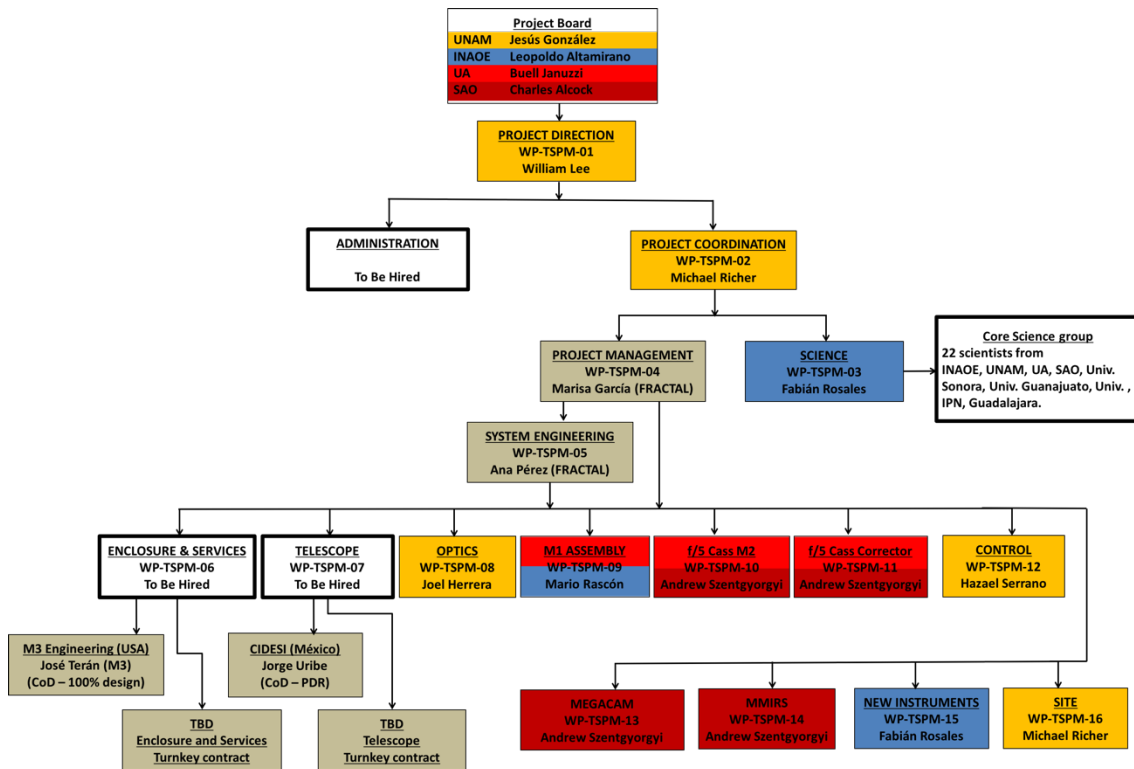 Project Board
UNAM Jesús González
INAOE Leopoldo Altamirano
UA Buell Januzzi
SAO Charles Alcock
PROJECT DIRECTION
WP-TSPM-01
William Lee
ADMINISTRATION
To Be Hired
PROJECT COORDINATION
WP-TSPM-02
Michael Richer
PROJECT MANAGEMENT
WP-TSPM-04
Marisa García (FRACTAL)
SCIENCE
WP-TSPM-03
Fabián Rosales
Core Science group
22 scientists from
INAOE, UNAM, UA, SAO, Univ.
Sonora, Univ. Guanajuato, Univ. ,
IPN, Guadalajara.
SYSTEM ENGINEERING
WP-TSPM-05
Ana Pérez (FRACTAL)
ENCLOSURE & SERVICES
WP-TSPM-06
To Be Hired
TELESCOPE
WP-TSPM-07
To Be Hired
OPTICS
WP-TSPM-08
Joel Herrera
M1 ASSEMBLY
WP-TSPM-09
Mario Rascón
f/5 Cass M2
WP-TSPM-10
Andrew Szentgyorgyi
f/5 Cass Corrector
WP-TSPM-11
Andrew Szentgyorgyi
CONTROL
WP-TSPM-12
Hazael Serrano
M3 Engineering (USA)
José Terán (M3)
(CoD – 100% design)
CIDESI (México)
Jorge Uribe
(CoD – PDR)
TBD
Enclosure and Services
Turnkey contract
TBD
Telescope
Turnkey contract
MEGACAM
WP-TSPM-13
Andrew Szentgyorgyi
MMIRS
WP-TSPM-14
Andrew Szentgyorgyi
NEW INSTRUMENTS
WP-TSPM-15
Fabián Rosales
SITE
WP-TSPM-16
Michael Richer